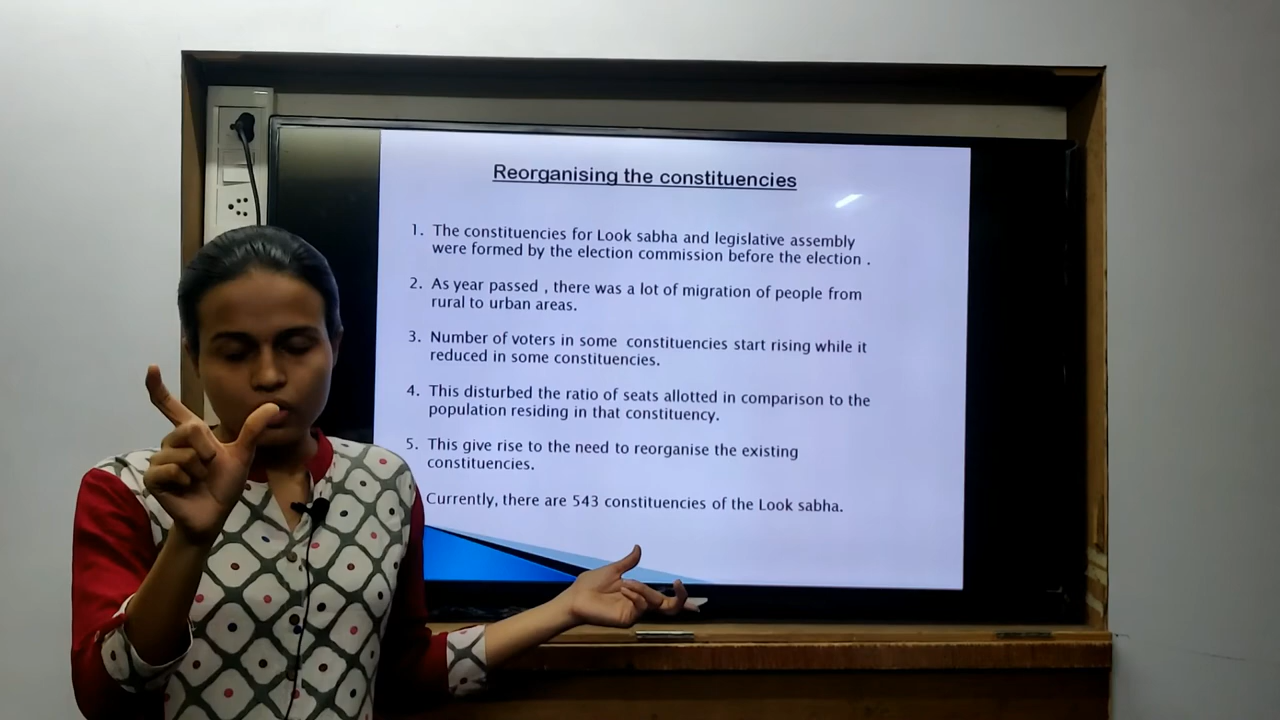 Reorganising the constituencies
1. The constituencies for Look sabha and legislative assembly
were formed by the election commission before the election .
2. As year passed , there was a lot of migration of people from
rural to urban areas.
3. Number of voters in some constituencies start rising while it
reduced in some constituencies.
4. This disturbed the ratio of seats allotted in comparison to the
population residing in that constituency.
5. This give rise to the need to reorganise the existing
constituencies.
Currently, there are 543 constituencies of the Look sabha.